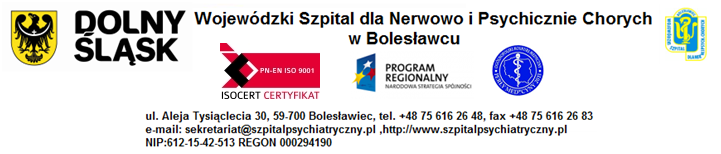 DOLNY
ŚLĄSK
Wojewódzki Szpital dla Nerwowo i Psychicznie Chorych
w Bolesławcu
PN-EN ISO 9001
ISOCERT CERTYFIKAT
PROGRAM
REGIONALNY
NARODOWA STRATEGIA SPÓJNOŚCI
ul. Aleja Tysiąclecia 30, 59-700 Bolesławiec, tel. +48 75 616 26 48, fax +48 75 616 26 83
e-mail: sekretariat@szpitalpsychiatryczny.pl ,http://www.szpitalpsychiatryczny.pl
NIP:612-15-42-513 REGON 000294190